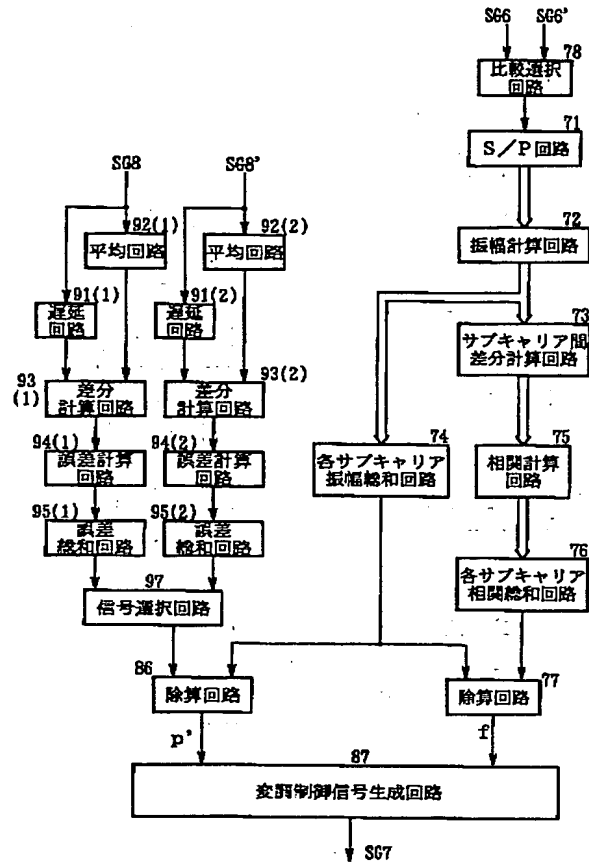 SG6 SG6'
78
比較選択
回路
71
S/P回路
SG8 SG8'
92(1) 92(2)
平均回路 平均回路
72
振幅計算回路
91(1) 91(2)
遅延
回路
遅延
回路
73
サブキャリア間
差分計算回路
93
(1)
差分
計算回路
93(2)
差分
計算回路
94(1) 94(2)
誤差計算
回路
誤差計算
回路
74
各サブキャリア
振幅総和回路
75
相関計算
回路
95(1) 95(2)
誤差
総和回路
誤差
総和回路
76
各サブキャリア
相関総和回路
97
信号選択回路
86
除算回路
77
除算回路
p' f
87
変調制御信号生成回路
SG7